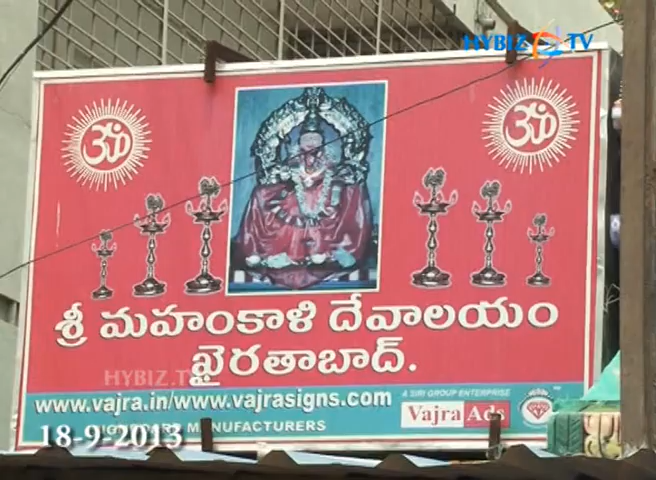 HYBIZ TV
ॐ ॐ
శ్రీ మహంకాళి దేవాలయం
ఖైరతాబాద్.
HYBIZ.TV
www.vajra.in/www.vajrasigns.com
A SIRI GROUP ENTERPRISE
Vajra Ads
MANUFACTURERS
18-9-2013